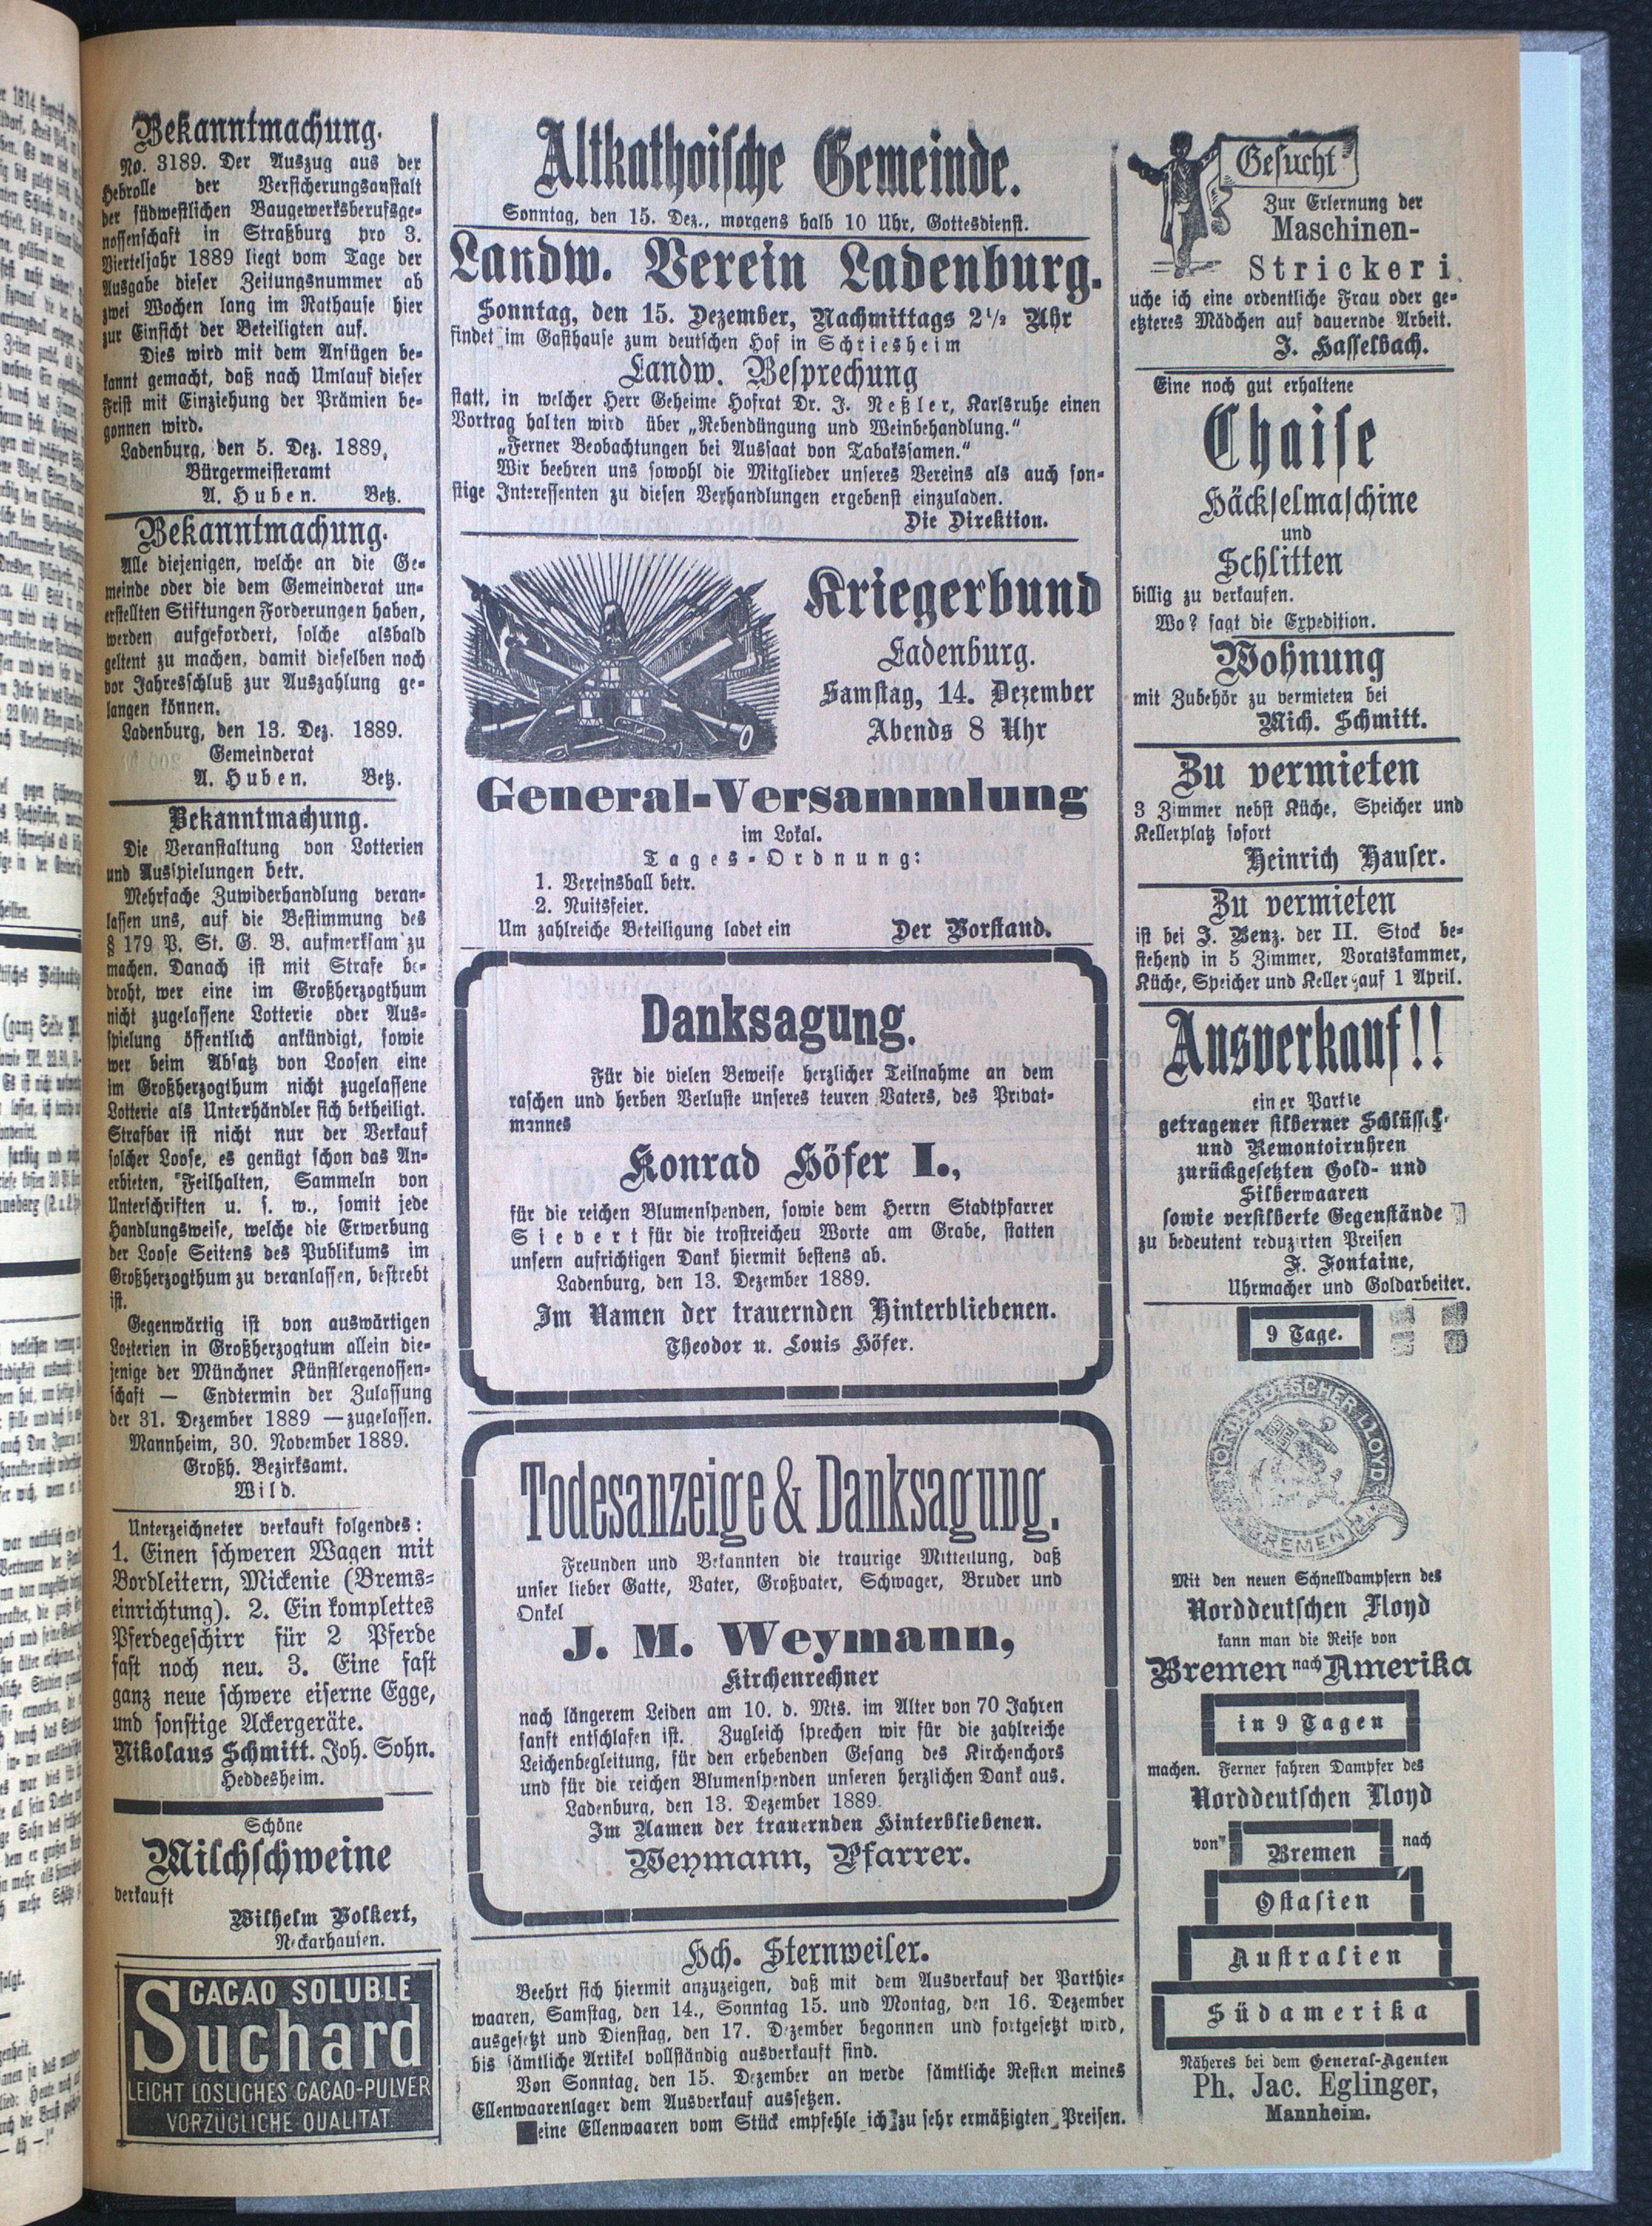 Bekanntmachung.
No. 3189. Der Auszug aus der
Hebrolle der Versicherungsanstalt
der südwestlichen Baugewerksberufsge-
nossenschaft in Straßburg pro 3.
Vierteljahr 1889 liegt vom Tage der
Ausgabe dieser Zeitungsnummer ab
zwei Wochen lang im Rathause hier
zur Einsicht der Beteiligten auf.
Dies wird mit dem Anfügen be-
kannt gemacht, daß nach Umlauf dieser
Frist mit Einziehung der Prämien be-
gonnen wird.
Ladenburg, den 5. Dez. 1889,
Bürgermeisteramt
A. Huben. Betz.
Bekanntmachung.
Alle diejenigen, welche an die Ge-
meinde oder die dem Gemeinderat un-
erstellten Stiftungen Forderungen haben,
werden aufgefordert, solche alsbald
geltent zu machen, damit dieselben noch
vor Jahresschluß zur Auszahlung ge-
langen können.
Ladenburg, den 13. Dez. 1889.
Gemeinderat
A. Huben. Betz.
Bekanntmachung.
Die Veranstaltung von Lotterien
und Ausspielungen betr.
Mehrfache Zuwiderhandlung veran-
lassen uns, auf die Bestimmung des
§ 179 P. St. G. B. aufmerksam zu
machen. Danach ist mit Strafe be-
droht, wer eine im Großherzogthum
nicht zugelassene Lotterie oder Aus-
spielung öffentlich ankündigt, sowie
wer beim Absatz von Loosen eine
im Großherzogthum nicht zugelassene
Lotterie als Unterhändler sich betheiligt.
Strafbar ist nicht nur der Verkauf
solcher Loose, es genügt schon das An-
erbieten, Feilhalten, Sammeln von
Unterschriften u. s. w., somit jede
Handlungsweise, welche die Erwerbung
der Loose Seitens des Publikums im
Großherzogthum zu veranlassen, bestrebt
ist.
Gegenwärtig ist von auswärtigen
Lotterien in Großherzogtum allein die-
jenige der Münchner Künstlergenossen-
schaft — Endtermin der Zulassung
der 31. Dezember 1889 — zugelassen.
Mannheim, 30. November 1889.
Großh. Bezirksamt.
Wild.
Unterzeichneter verkauft folgendes:
1. Einen schweren Wagen mit
Bordleitern, Mickenie (Brems-
einrichtung). 2. Ein komplettes
Pferdegeschirr für 2 Pferde
fast noch neu. 3. Eine fast
ganz neue schwere eiserne Egge,
und sonstige Ackergeräte.
Nikolaus Schmitt. Joh. Sohn.
Heddesheim.
Schöne
Milchschweine
verkauft
Wilhelm Volkert,
Neckarhausen.
CACAO SOLUBLE
Suchard
LEICHT LÖSLICHES CACAO-PULVER
VORZÜGLICHE QUALITÄT.
Altkathoische Gemeinde.
Sonntag, den 15. Dez., morgens halb 10 Uhr, Gottesdienst.
Landw. Verein Ladenburg.
Sonntag, den 15. Dezember, Nachmittags 2½ Uhr
findet im Gasthause zum deutschen Hof in Schriesheim
Landw. Besprechung
statt, in welcher Herr Geheime Hofrat Dr. J. Neßler, Karlsruhe einen
Vortrag halten wird über „Rebendüngung und Weinbehandlung.“
„Ferner Beobachtungen bei Aussaat von Tabakssamen.“
Wir beehren uns sowohl die Mitglieder unseres Vereins als auch son-
stige Interessenten zu diesen Verhandlungen ergebenst einzuladen.
Die Direktion.
Kriegerbund
Ladenburg.
Samstag, 14. Dezember
Abends 8 Uhr
General-Versammlung
im Lokal.
Tages-Ordnung:
1. Vereinsball betr.
2. Nuitsfeier.
Um zahlreiche Beteiligung ladet ein Der Vorstand.
Danksagung.
Für die vielen Beweise herzlicher Teilnahme an dem
raschen und herben Verluste unseres teuren Vaters, des Privat-
mannes
Konrad Höfer I.,
für die reichen Blumenspenden, sowie dem Herrn Stadtpfarrer
Sievert für die trostreichen Worte am Grabe, statten
unsern aufrichtigen Dank hiermit bestens ab.
Ladenburg, den 13. Dezember 1889.
Im Namen der trauernden Hinterbliebenen.
Theodor u. Louis Höfer.
Todesanzeige & Danksagung.
Freunden und Bekannten die traurige Mitteilung, daß
unser lieber Gatte, Vater, Großvater, Schwager, Bruder und
Onkel
J. M. Weymann,
Kirchenrechner
nach längerem Leiden am 10. d. Mts. im Alter von 70 Jahren
sanft entschlafen ist. Zugleich sprechen wir für die zahlreiche
Leichenbegleitung, für den erhebenden Gesang des Kirchenchors
und für die reichen Blumenspenden unseren herzlichen Dank aus.
Ladenburg, den 13. Dezember 1889.
Im Namen der trauernden Hinterbliebenen.
Weymann, Pfarrer.
Hch. Sternweiler.
Beehrt sich hiermit anzuzeigen, daß mit dem Ausverkauf der Parthie-
waaren, Samstag, den 14., Sonntag 15. und Montag, den 16. Dezember
ausgesetzt und Dienstag, den 17. Dezember begonnen und fortgesetzt wird,
bis sämtliche Artikel vollständig ausverkauft sind.
Von Sonntag, den 15. Dezember an werde sämtliche Resten meines
Ellenwaarenlager dem Ausverkauf aussetzen.
eine Ellenwaaren vom Stück empfehle ich zu sehr ermäßigten Preisen.
Gesucht
Zur Erlernung der
Maschinen-
Strickeri
uche ich eine ordentliche Frau oder ge-
etzteres Mädchen auf dauernde Arbeit.
J. Hasselbach.
Eine noch gut erhaltene
Chaise
Häckselmaschine
und
Schlitten
billig zu verkaufen.
Wo? sagt die Expedition.
Wohnung
mit Zubehör zu vermieten bei
Mich. Schmitt.
Zu vermieten
3 Zimmer nebst Küche, Speicher und
Kellerplatz sofort
Heinrich Hauser.
Zu vermieten
ist bei J. Benz. der II. Stock be-
stehend in 5 Zimmer, Voratskammer,
Küche, Speicher und Keller auf 1 April.
Ausverkauf!!
einer Partie
getragener silberner Schlüssel-
und Remontoiruhren
zurückgesetzten Gold- und
Silberwaaren
sowie versilberte Gegenstände
zu bedeutent reduzirten Preisen
F. Fontaine,
Uhrmacher und Goldarbeiter.
9 Tage.
NORDDEUTSCHER LLOYD
BREMEN
Mit den neuen Schnelldampfern des
Norddeutschen Lloyd
kann man die Reise von
Bremen nach Amerika
in 9 Tagen
machen. Ferner fahren Dampfer des
Norddeutschen Lloyd
von Bremen nach
Ostasien
Australien
Südamerika
Näheres bei dem General-Agenten
Ph. Jac. Eglinger,
Mannheim.